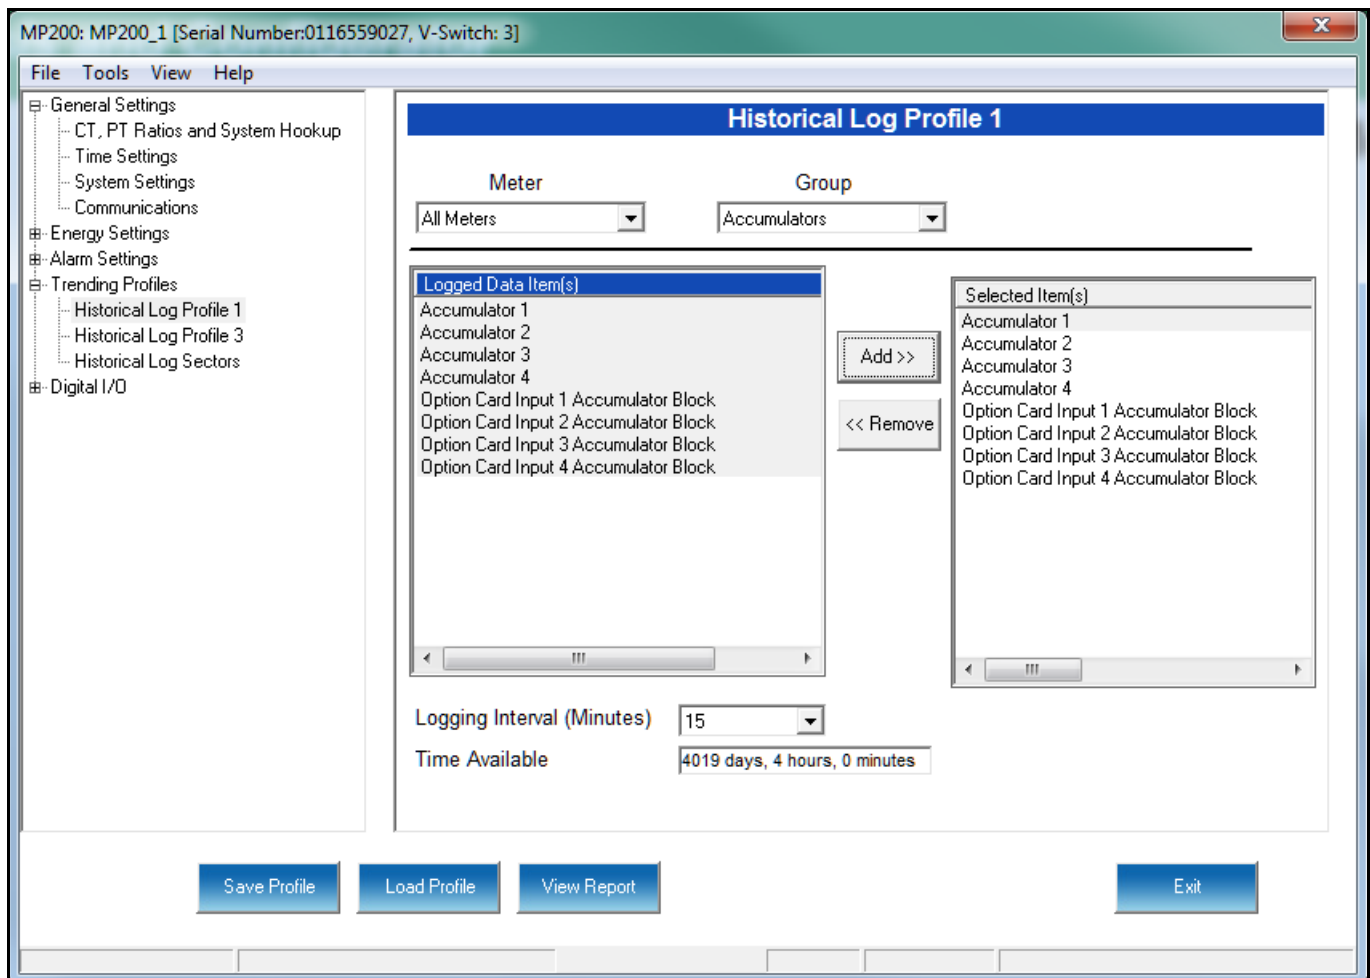 MP200: MP200_1 [Serial Number:0116559027, V-Switch: 3]
File Tools View Help
General Settings
CT, PT Ratios and System Hookup
Time Settings
System Settings
Communications
Energy Settings
Alarm Settings
Trending Profiles
Historical Log Profile 1
Historical Log Profile 3
Historical Log Sectors
Digital I/O
Historical Log Profile 1
Meter Group
All Meters Accumulators
Logged Data Item(s)
Accumulator 1
Accumulator 2
Accumulator 3
Accumulator 4
Option Card Input 1 Accumulator Block
Option Card Input 2 Accumulator Block
Option Card Input 3 Accumulator Block
Option Card Input 4 Accumulator Block
Add >>
<< Remove
Selected Item(s)
Accumulator 1
Accumulator 2
Accumulator 3
Accumulator 4
Option Card Input 1 Accumulator Block
Option Card Input 2 Accumulator Block
Option Card Input 3 Accumulator Block
Option Card Input 4 Accumulator Block
Logging Interval (Minutes) 15
Time Available 4019 days, 4 hours, 0 minutes
Save Profile Load Profile View Report Exit